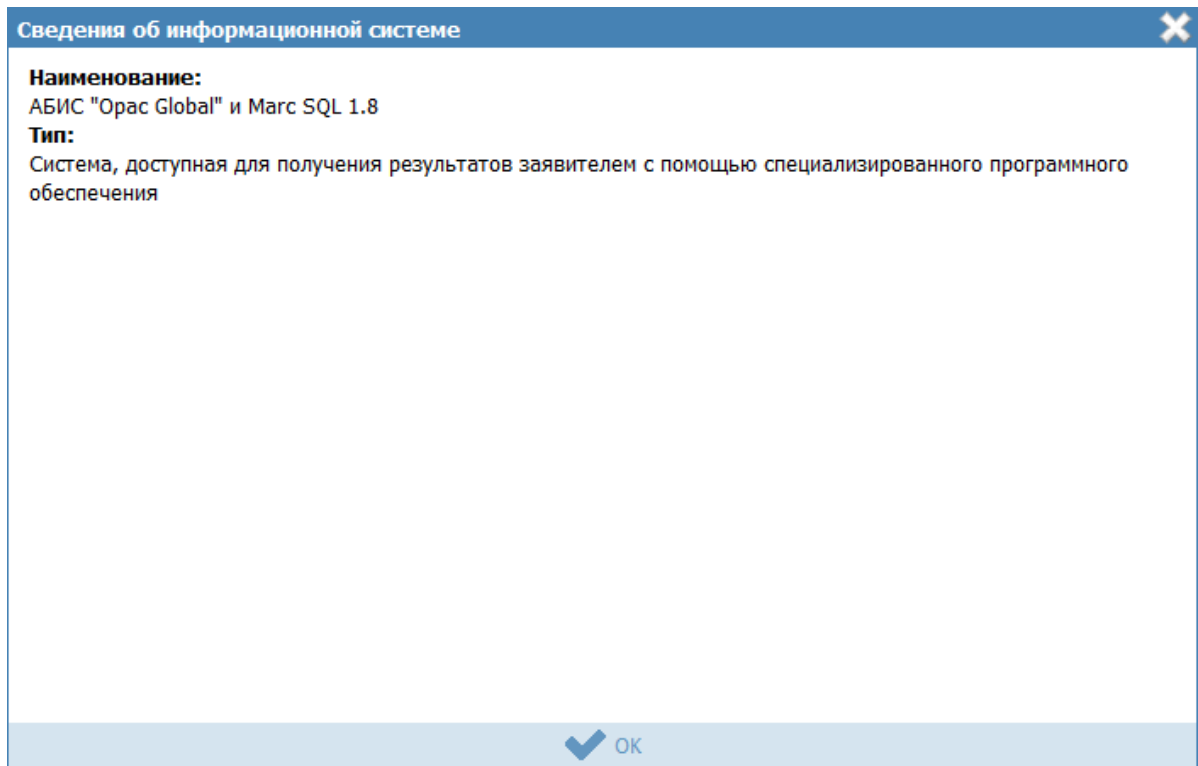 Сведения об информационной системе
Наименование:
АБИС "Opac Global" и Marc SQL 1.8
Тип:
Система, доступная для получения результатов заявителем с помощью специализированного программного
обеспечения
ОК